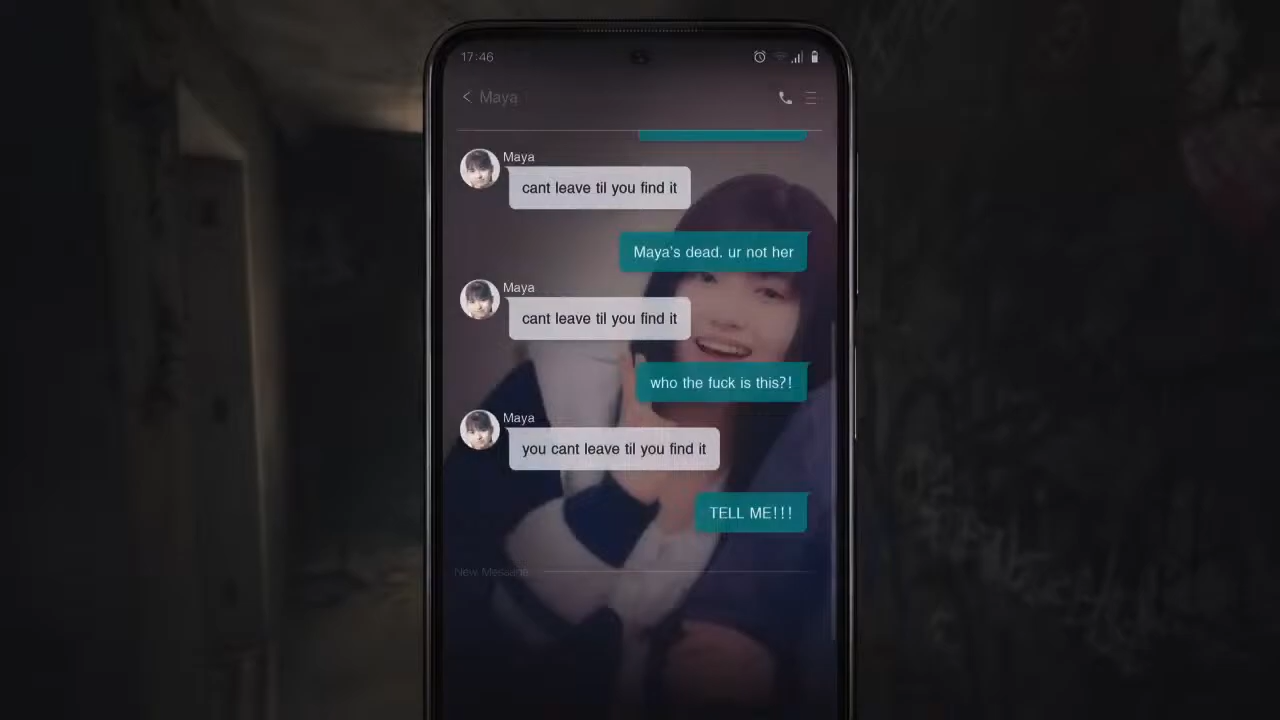 17:46
Maya
Maya
cant leave til you find it
Maya's dead. ur not her
Maya
cant leave til you find it
who the fuck is this?!
Maya
you cant leave til you find it
TELL ME!!!
New Message